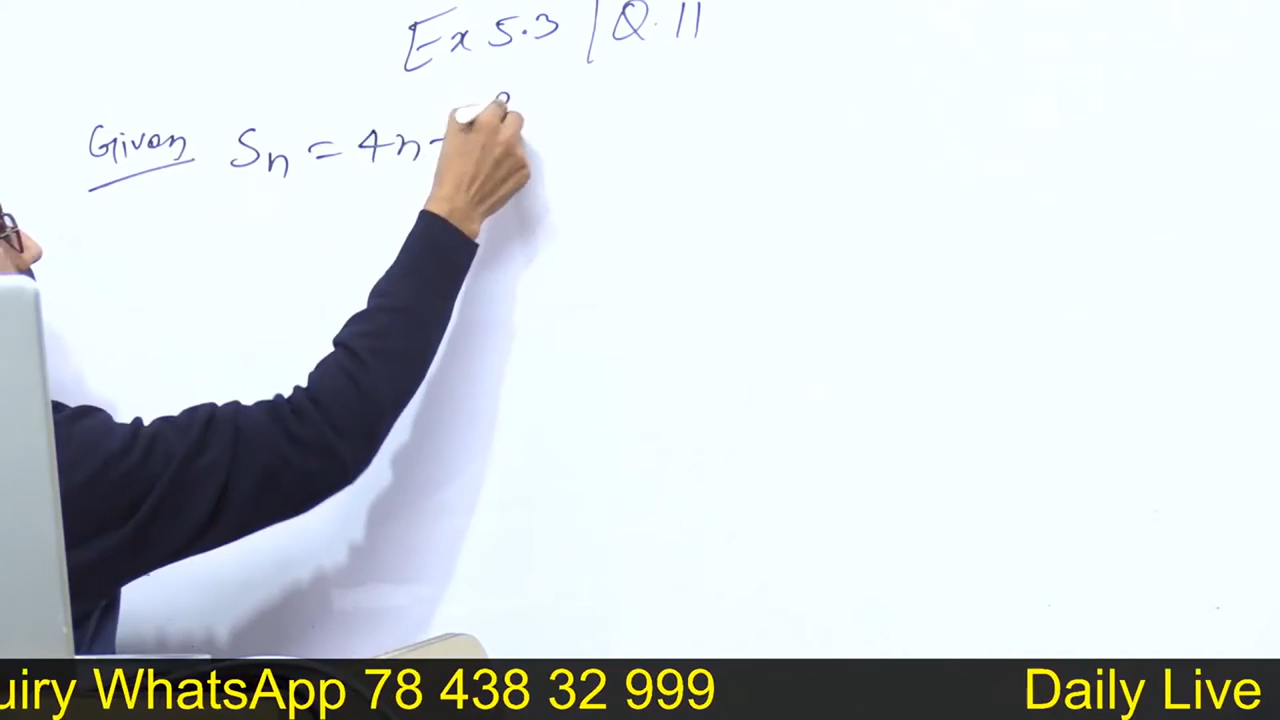 Ex 5.3 / Q. 11
Given Sn = 4n -
uiry WhatsApp 78 438 32 999
Daily Live